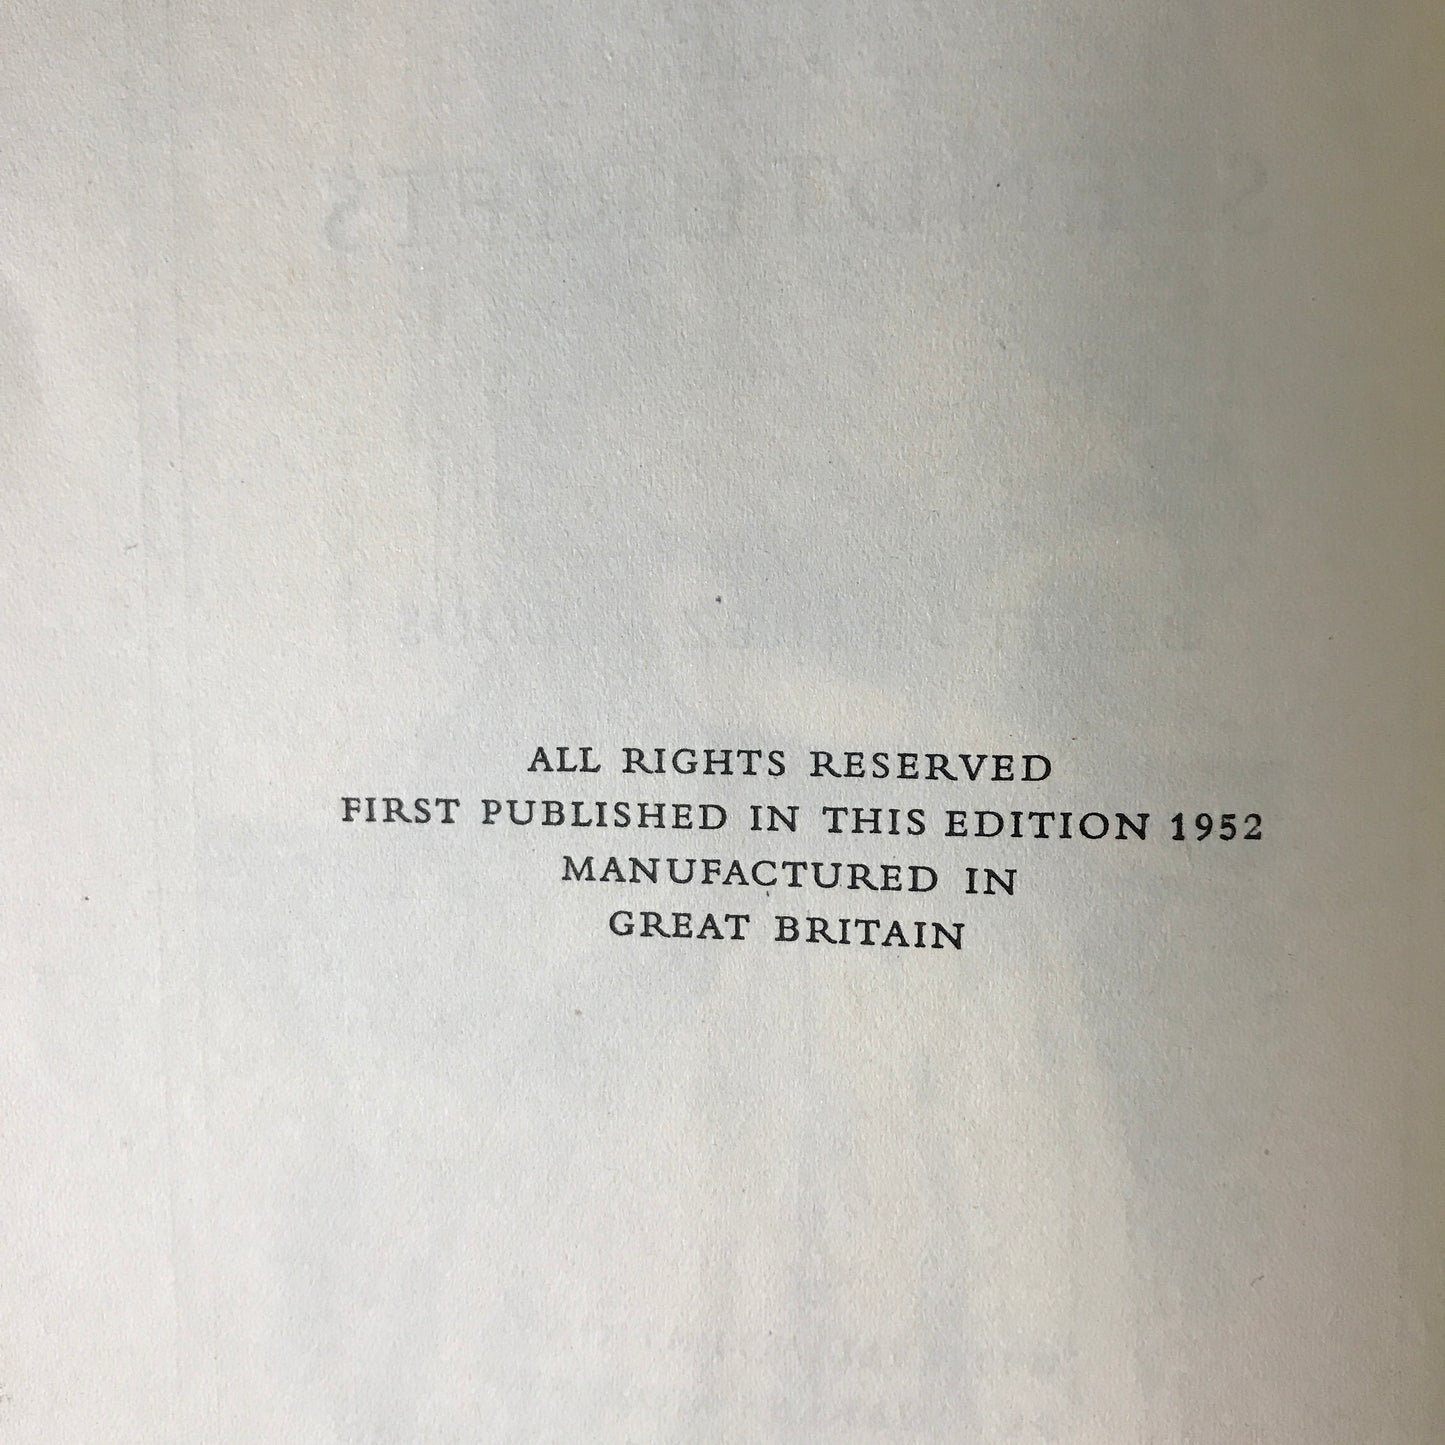 ALL RIGHTS RESERVED
FIRST PUBLISHED IN THIS EDITION 1952
MANUFACTURED IN
GREAT BRITAIN